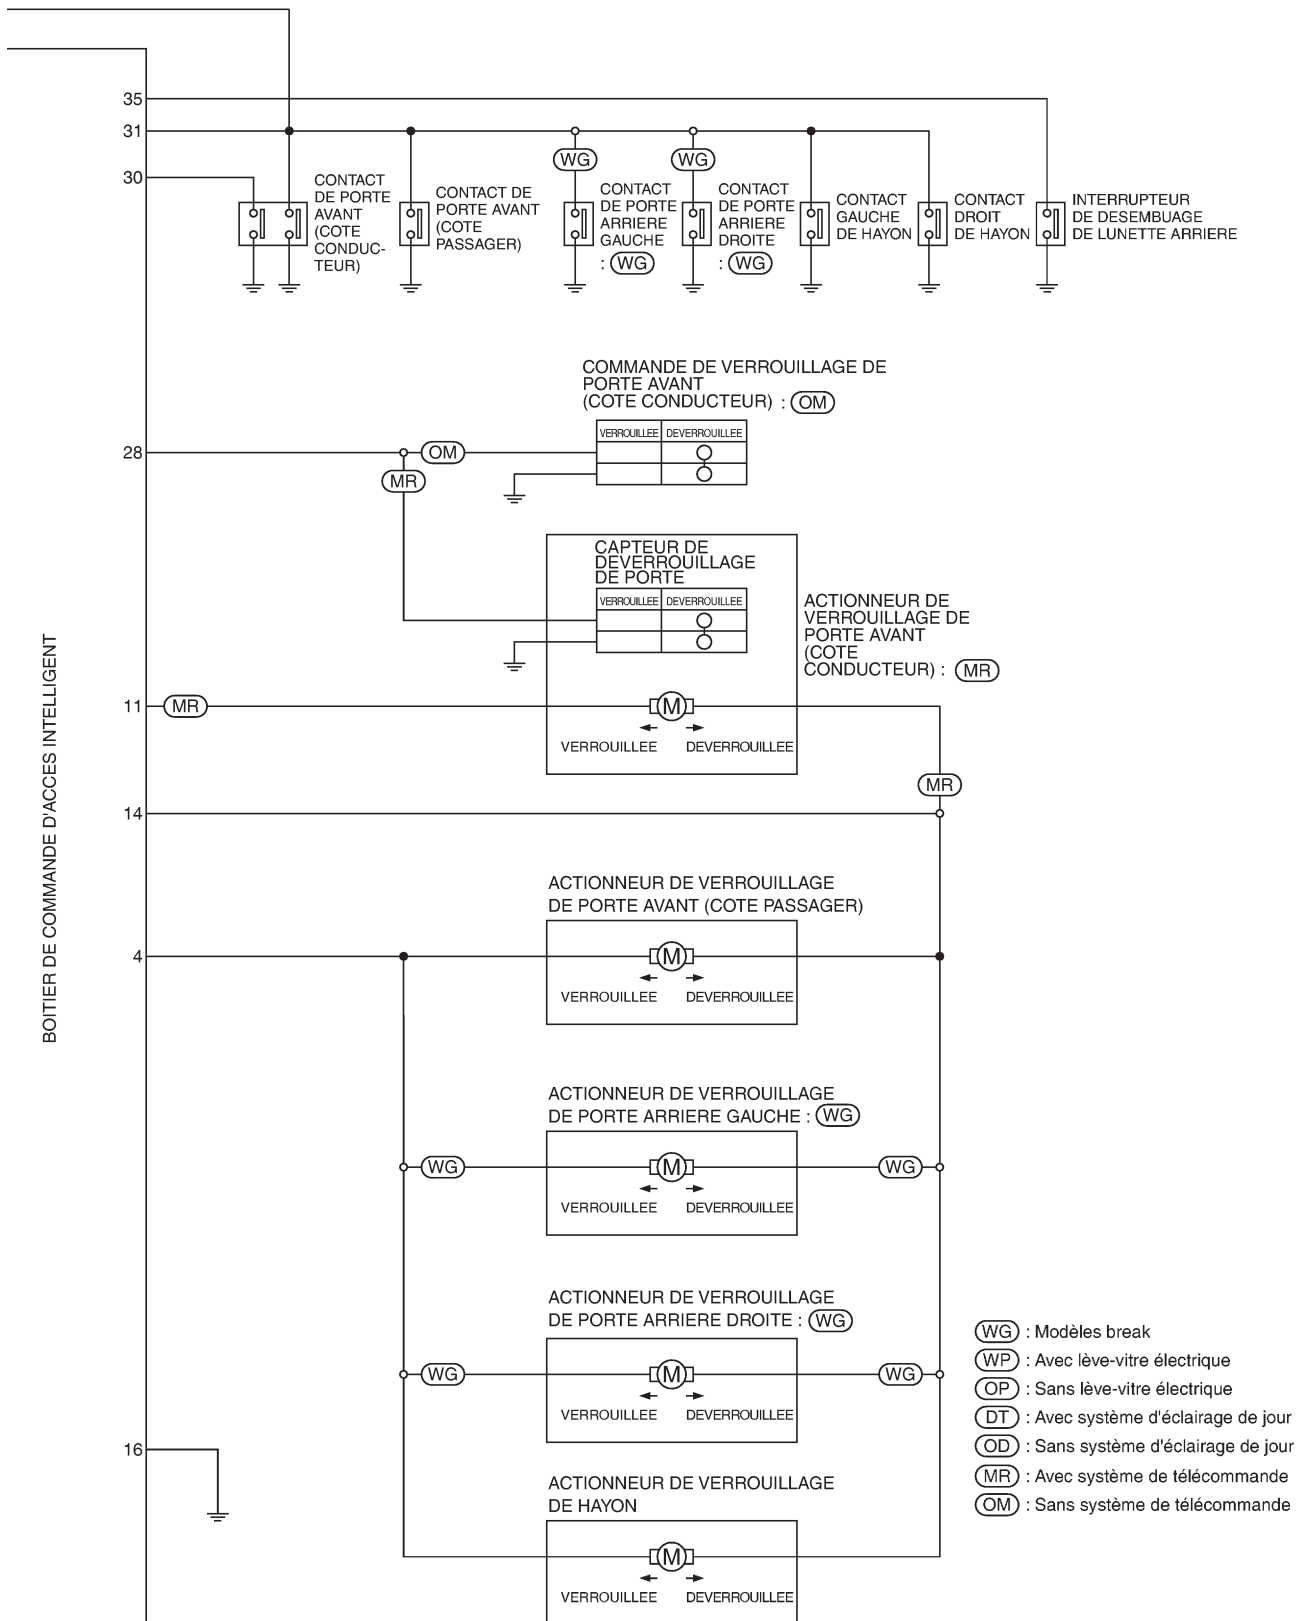 35
31
30
WG
WG
CONTACT
DE PORTE
AVANT
(COTE
CONDUC-
TEUR)
CONTACT DE
PORTE AVANT
(COTE
PASSAGER)
CONTACT
DE PORTE
ARRIERE
GAUCHE
: WG
CONTACT
DE PORTE
ARRIERE
DROITE
: WG
CONTACT
GAUCHE
DE HAYON
CONTACT
DROIT
DE HAYON
INTERRUPTEUR
DE DESEMBUAGE
DE LUNETTE ARRIERE
COMMANDE DE VERROUILLAGE DE
PORTE AVANT
(COTE CONDUCTEUR) : OM
VERROUILLEE DEVERROUILLEE
28
OM
MR
CAPTEUR DE
DEVERROUILLAGE
DE PORTE
VERROUILLEE DEVERROUILLEE
ACTIONNEUR DE
VERROUILLAGE DE
PORTE AVANT
(COTE
CONDUCTEUR) : MR
BOITIER DE COMMANDE D'ACCES INTELLIGENT
11
MR
M
VERROUILLEE DEVERROUILLEE
MR
14
ACTIONNEUR DE VERROUILLAGE
DE PORTE AVANT (COTE PASSAGER)
4
M
VERROUILLEE DEVERROUILLEE
ACTIONNEUR DE VERROUILLAGE
DE PORTE ARRIERE GAUCHE : WG
WG M WG
VERROUILLEE DEVERROUILLEE
ACTIONNEUR DE VERROUILLAGE
DE PORTE ARRIERE DROITE : WG
WG M WG
VERROUILLEE DEVERROUILLEE
16
ACTIONNEUR DE VERROUILLAGE
DE HAYON
M
VERROUILLEE DEVERROUILLEE
WG : Modèles break
WP : Avec lève-vitre électrique
OP : Sans lève-vitre électrique
DT : Avec système d'éclairage de jour
OD : Sans système d'éclairage de jour
MR : Avec système de télécommande
OM : Sans système de télécommande